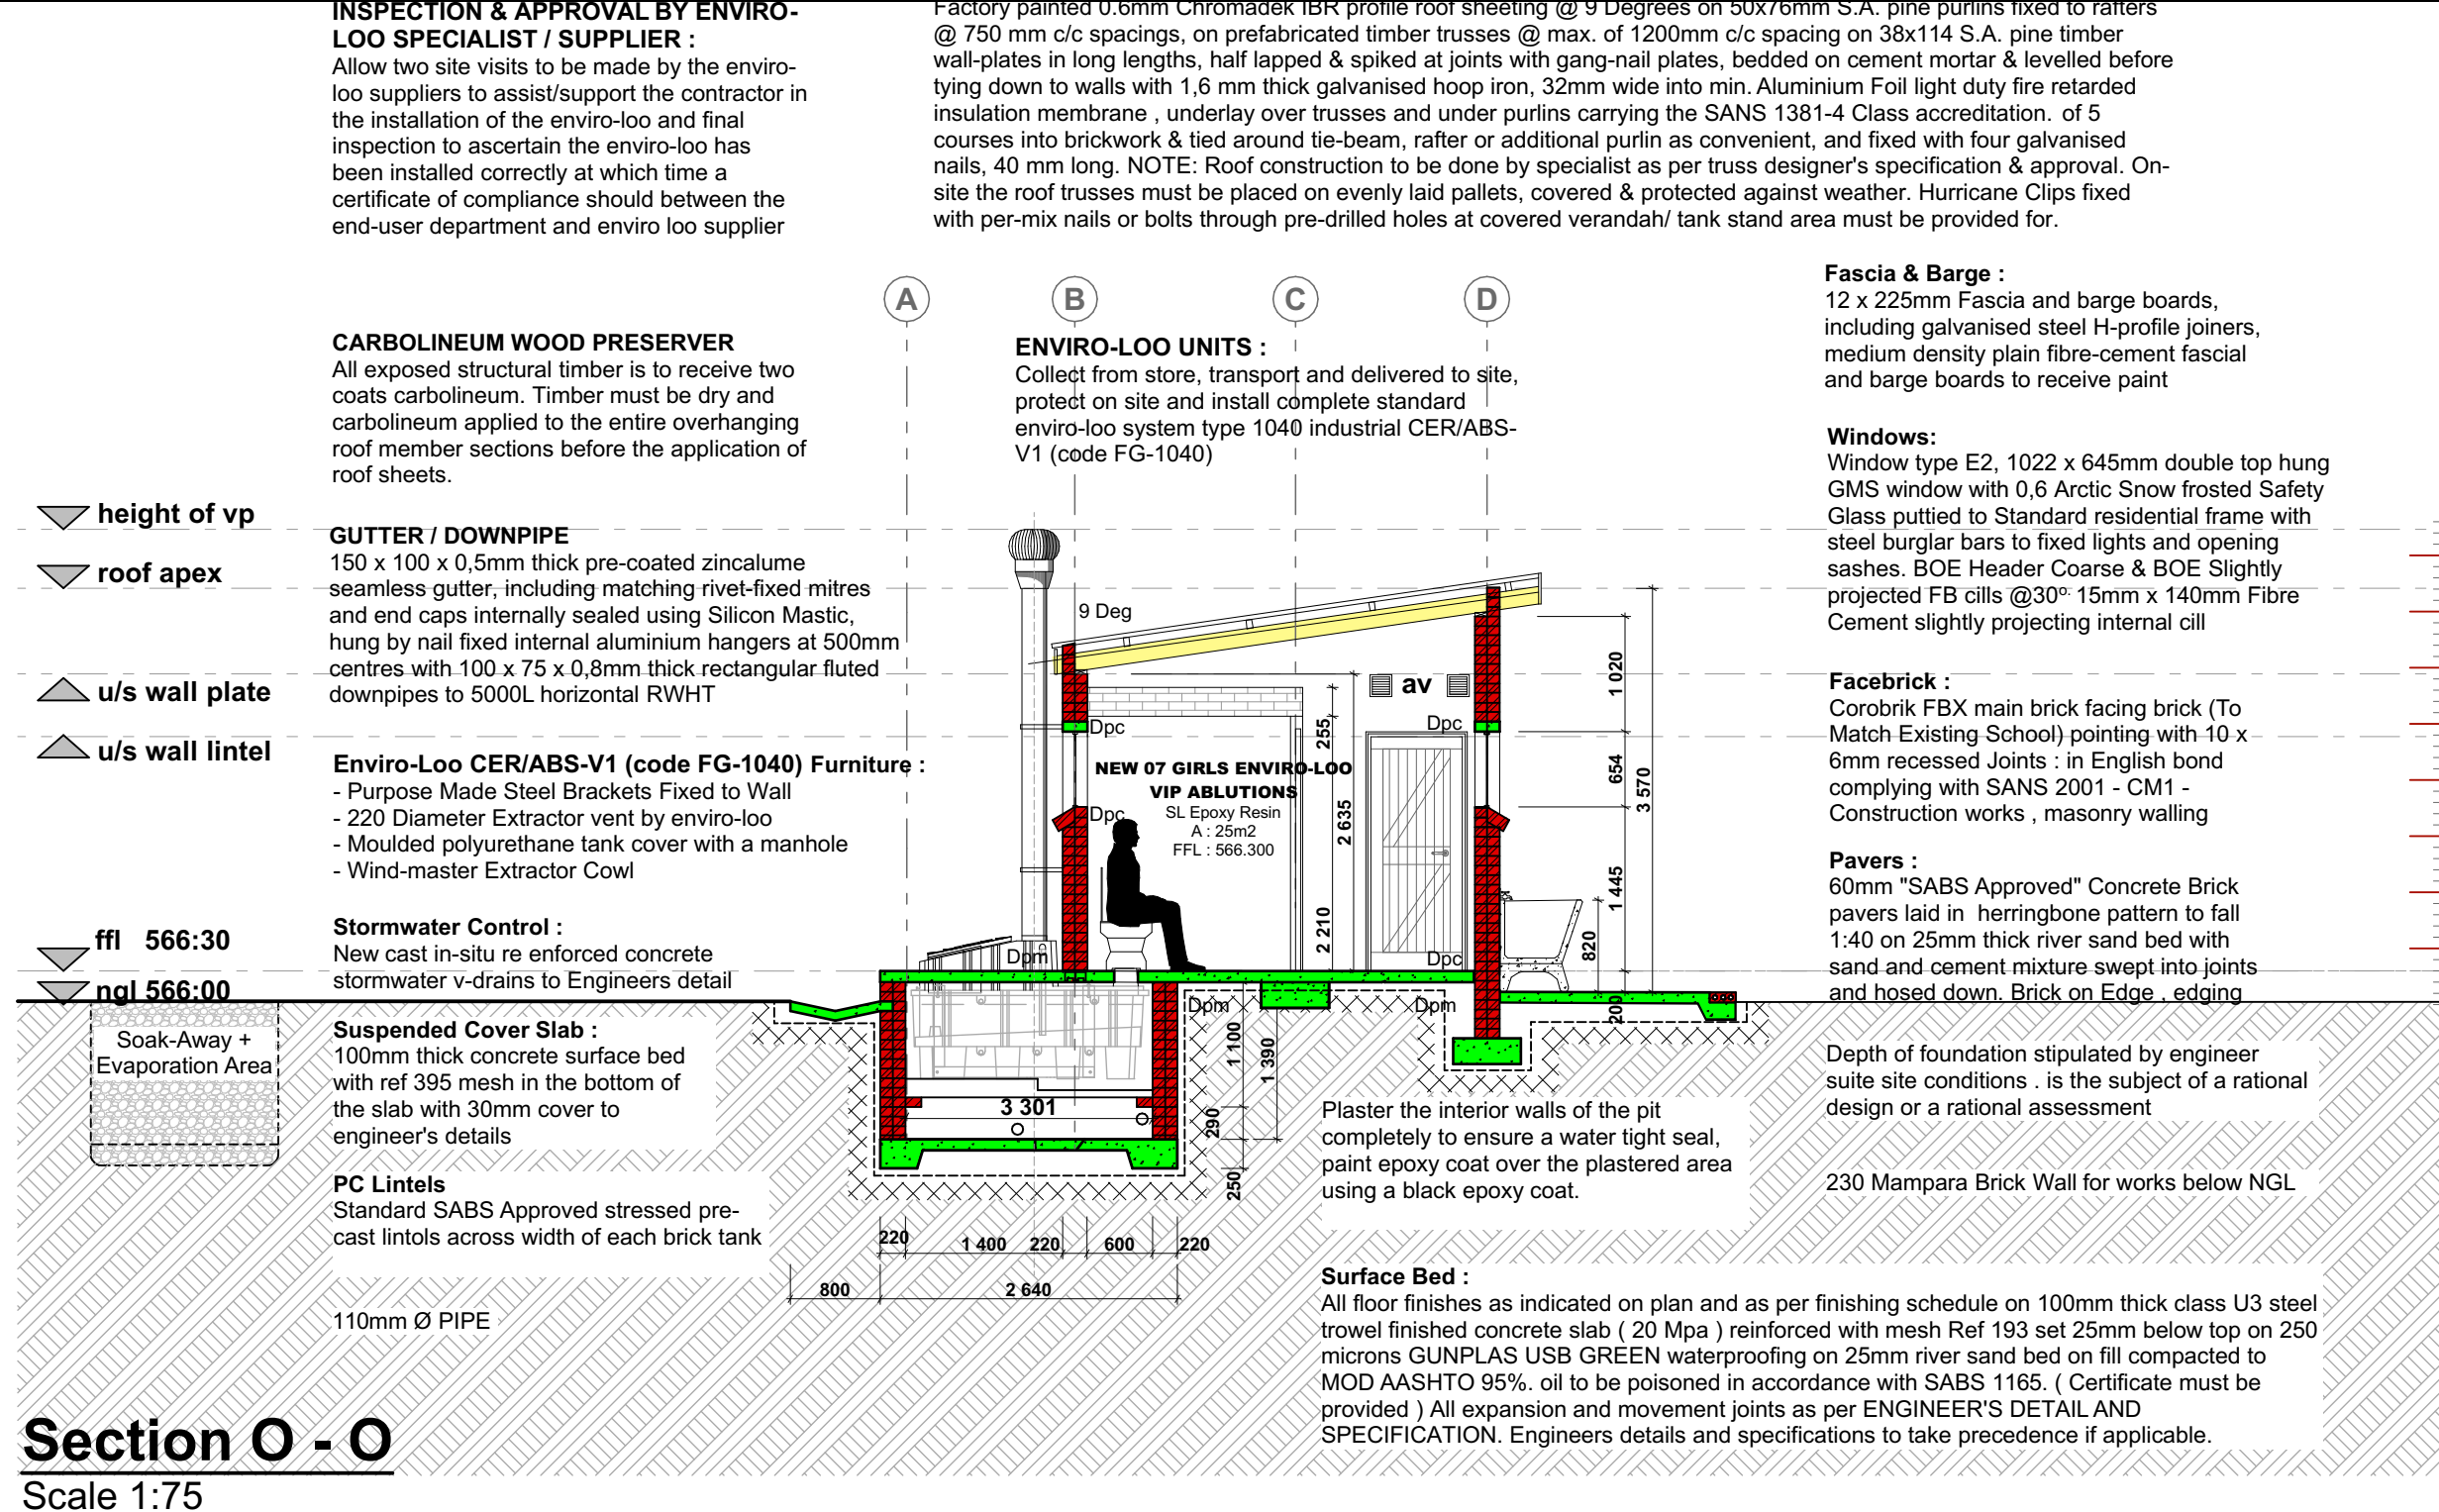 INSPECTION & APPROVAL BY ENVIRO-
LOO SPECIALIST / SUPPLIER :
Allow two site visits to be made by the enviro-
loo suppliers to assist/support the contractor in
the installation of the enviro-loo and final
inspection to ascertain the enviro-loo has
been installed correctly at which time a
certificate of compliance should between the
end-user department and enviro loo supplier
Factory painted 0.6mm Chromadek IBR profile roof sheeting @ 9 Degrees on 50x76mm S.A. pine purlins fixed to rafters
@ 750 mm c/c spacings, on prefabricated timber trusses @ max. of 1200mm c/c spacing on 38x114 S.A. pine timber
wall-plates in long lengths, half lapped & spiked at joints with gang-nail plates, bedded on cement mortar & levelled before
tying down to walls with 1,6 mm thick galvanised hoop iron, 32mm wide into min. Aluminium Foil light duty fire retarded
insulation membrane , underlay over trusses and under purlins carrying the SANS 1381-4 Class accreditation. of 5
courses into brickwork & tied around tie-beam, rafter or additional purlin as convenient, and fixed with four galvanised
nails, 40 mm long. NOTE: Roof construction to be done by specialist as per truss designer's specification & approval. On-
site the roof trusses must be placed on evenly laid pallets, covered & protected against weather. Hurricane Clips fixed
with per-mix nails or bolts through pre-drilled holes at covered verandah/ tank stand area must be provided for.
A
B
C
D
CARBOLINEUM WOOD PRESERVER
All exposed structural timber is to receive two
coats carbolineum. Timber must be dry and
carbolineum applied to the entire overhanging
roof member sections before the application of
roof sheets.
ENVIRO-LOO UNITS :
Collect from store, transport and delivered to site,
protect on site and install complete standard
enviro-loo system type 1040 industrial CER/ABS-
V1 (code FG-1040)
Fascia & Barge :
12 x 225mm Fascia and barge boards,
including galvanised steel H-profile joiners,
medium density plain fibre-cement fascial
and barge boards to receive paint
Windows:
Window type E2, 1022 x 645mm double top hung
GMS window with 0,6 Arctic Snow frosted Safety
Glass puttied to Standard residential frame with
steel burglar bars to fixed lights and opening
sashes. BOE Header Coarse & BOE Slightly
projected FB cills @30º. 15mm x 140mm Fibre
Cement slightly projecting internal cill
height of vp
roof apex
u/s wall plate
u/s wall lintel
ffl 566:30
ngl 566:00
GUTTER / DOWNPIPE
150 x 100 x 0,5mm thick pre-coated zincalume
seamless gutter, including matching rivet-fixed mitres
and end caps internally sealed using Silicon Mastic,
hung by nail fixed internal aluminium hangers at 500mm
centres with 100 x 75 x 0,8mm thick rectangular fluted
downpipes to 5000L horizontal RWHT
Enviro-Loo CER/ABS-V1 (code FG-1040) Furniture :
- Purpose Made Steel Brackets Fixed to Wall
- 220 Diameter Extractor vent by enviro-loo
- Moulded polyurethane tank cover with a manhole
- Wind-master Extractor Cowl
Stormwater Control :
New cast in-situ re enforced concrete
stormwater v-drains to Engineers detail
9 Deg
av
Dpc
Dpc
Dpc
Dpc
Dpm
Dpm
Dpm
NEW 07 GIRLS ENVIRO-LOO
VIP ABLUTIONS
SL Epoxy Resin
A : 25m2
FFL : 566.300
255
2 635
2 210
1 020
654
3 570
1 445
820
200
Facebrick :
Corobrik FBX main brick facing brick (To
Match Existing School) pointing with 10 x
6mm recessed Joints : in English bond
complying with SANS 2001 - CM1 -
Construction works , masonry walling
Pavers :
60mm "SABS Approved" Concrete Brick
pavers laid in herringbone pattern to fall
1:40 on 25mm thick river sand bed with
sand and cement mixture swept into joints
and hosed down. Brick on Edge , edging
Soak-Away +
Evaporation Area
Suspended Cover Slab :
100mm thick concrete surface bed
with ref 395 mesh in the bottom of
the slab with 30mm cover to
engineer's details
PC Lintels
Standard SABS Approved stressed pre-
cast lintols across width of each brick tank
110mm Ø PIPE
3 301
1 100
1 390
290
250
220
1 400
220
600
220
800
2 640
Plaster the interior walls of the pit
completely to ensure a water tight seal,
paint epoxy coat over the plastered area
using a black epoxy coat.
Depth of foundation stipulated by engineer
suite site conditions . is the subject of a rational
design or a rational assessment
230 Mampara Brick Wall for works below NGL
Surface Bed :
All floor finishes as indicated on plan and as per finishing schedule on 100mm thick class U3 steel
trowel finished concrete slab ( 20 Mpa ) reinforced with mesh Ref 193 set 25mm below top on 250
microns GUNPLAS USB GREEN waterproofing on 25mm river sand bed on fill compacted to
MOD AASHTO 95%. oil to be poisoned in accordance with SABS 1165. ( Certificate must be
provided ) All expansion and movement joints as per ENGINEER'S DETAIL AND
SPECIFICATION. Engineers details and specifications to take precedence if applicable.
Section O - O
Scale 1:75